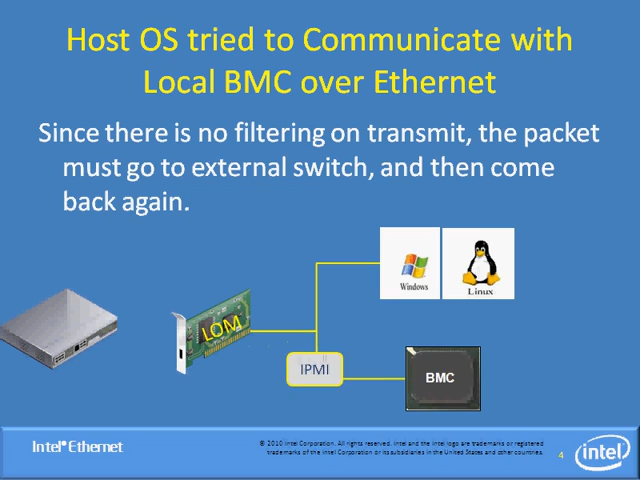 Host OS tried to Communicate with
Local BMC over Ethernet
Since there is no filtering on transmit, the packet
must go to external switch, and then come
back again.
Windows
Linux
LOM
IPMI
BMC
Intel® Ethernet
© 2010 Intel Corporation. All rights reserved. Intel and the Intel logo are trademarks or registered
trademarks of the Intel Corporation or its subsidiaries in the United States and other countries.
4
intel